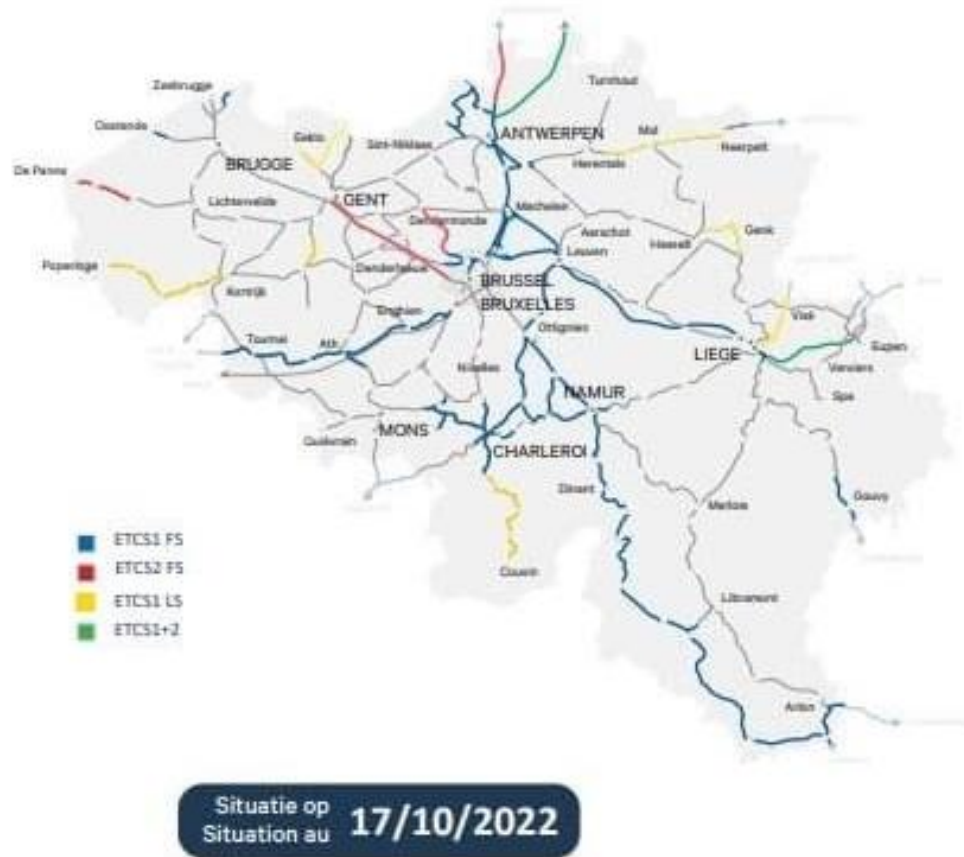 Zeebrugge
Turnhout
Oostende
Geklo
Sint-Niklaas
ANTWERPEN
Mol
Neerpelt
BRUGGE
Herentals
De Panne
Lichtervelde
GENT
Mechelen
Dendermonde
Aarschot
Hasselt
Genk
Leuven
Poperinge
Denderleeuw
BRUSSEL
Kortrijk
BRUXELLES
Enghien
Visé
Ottignies
Tournai
Ath
LIEGE
Eupen
Nivelles
Verviers
Spa
NAMUR
MONS
Quiévrain
CHARLEROI
Dinant
Gouvy
Marloie
ETCS1 FS
ETCS2 FS
Couvin
ETCS1 LS
Libramont
ETCS1+2
Arlon
Situatie op
Situation au 17/10/2022